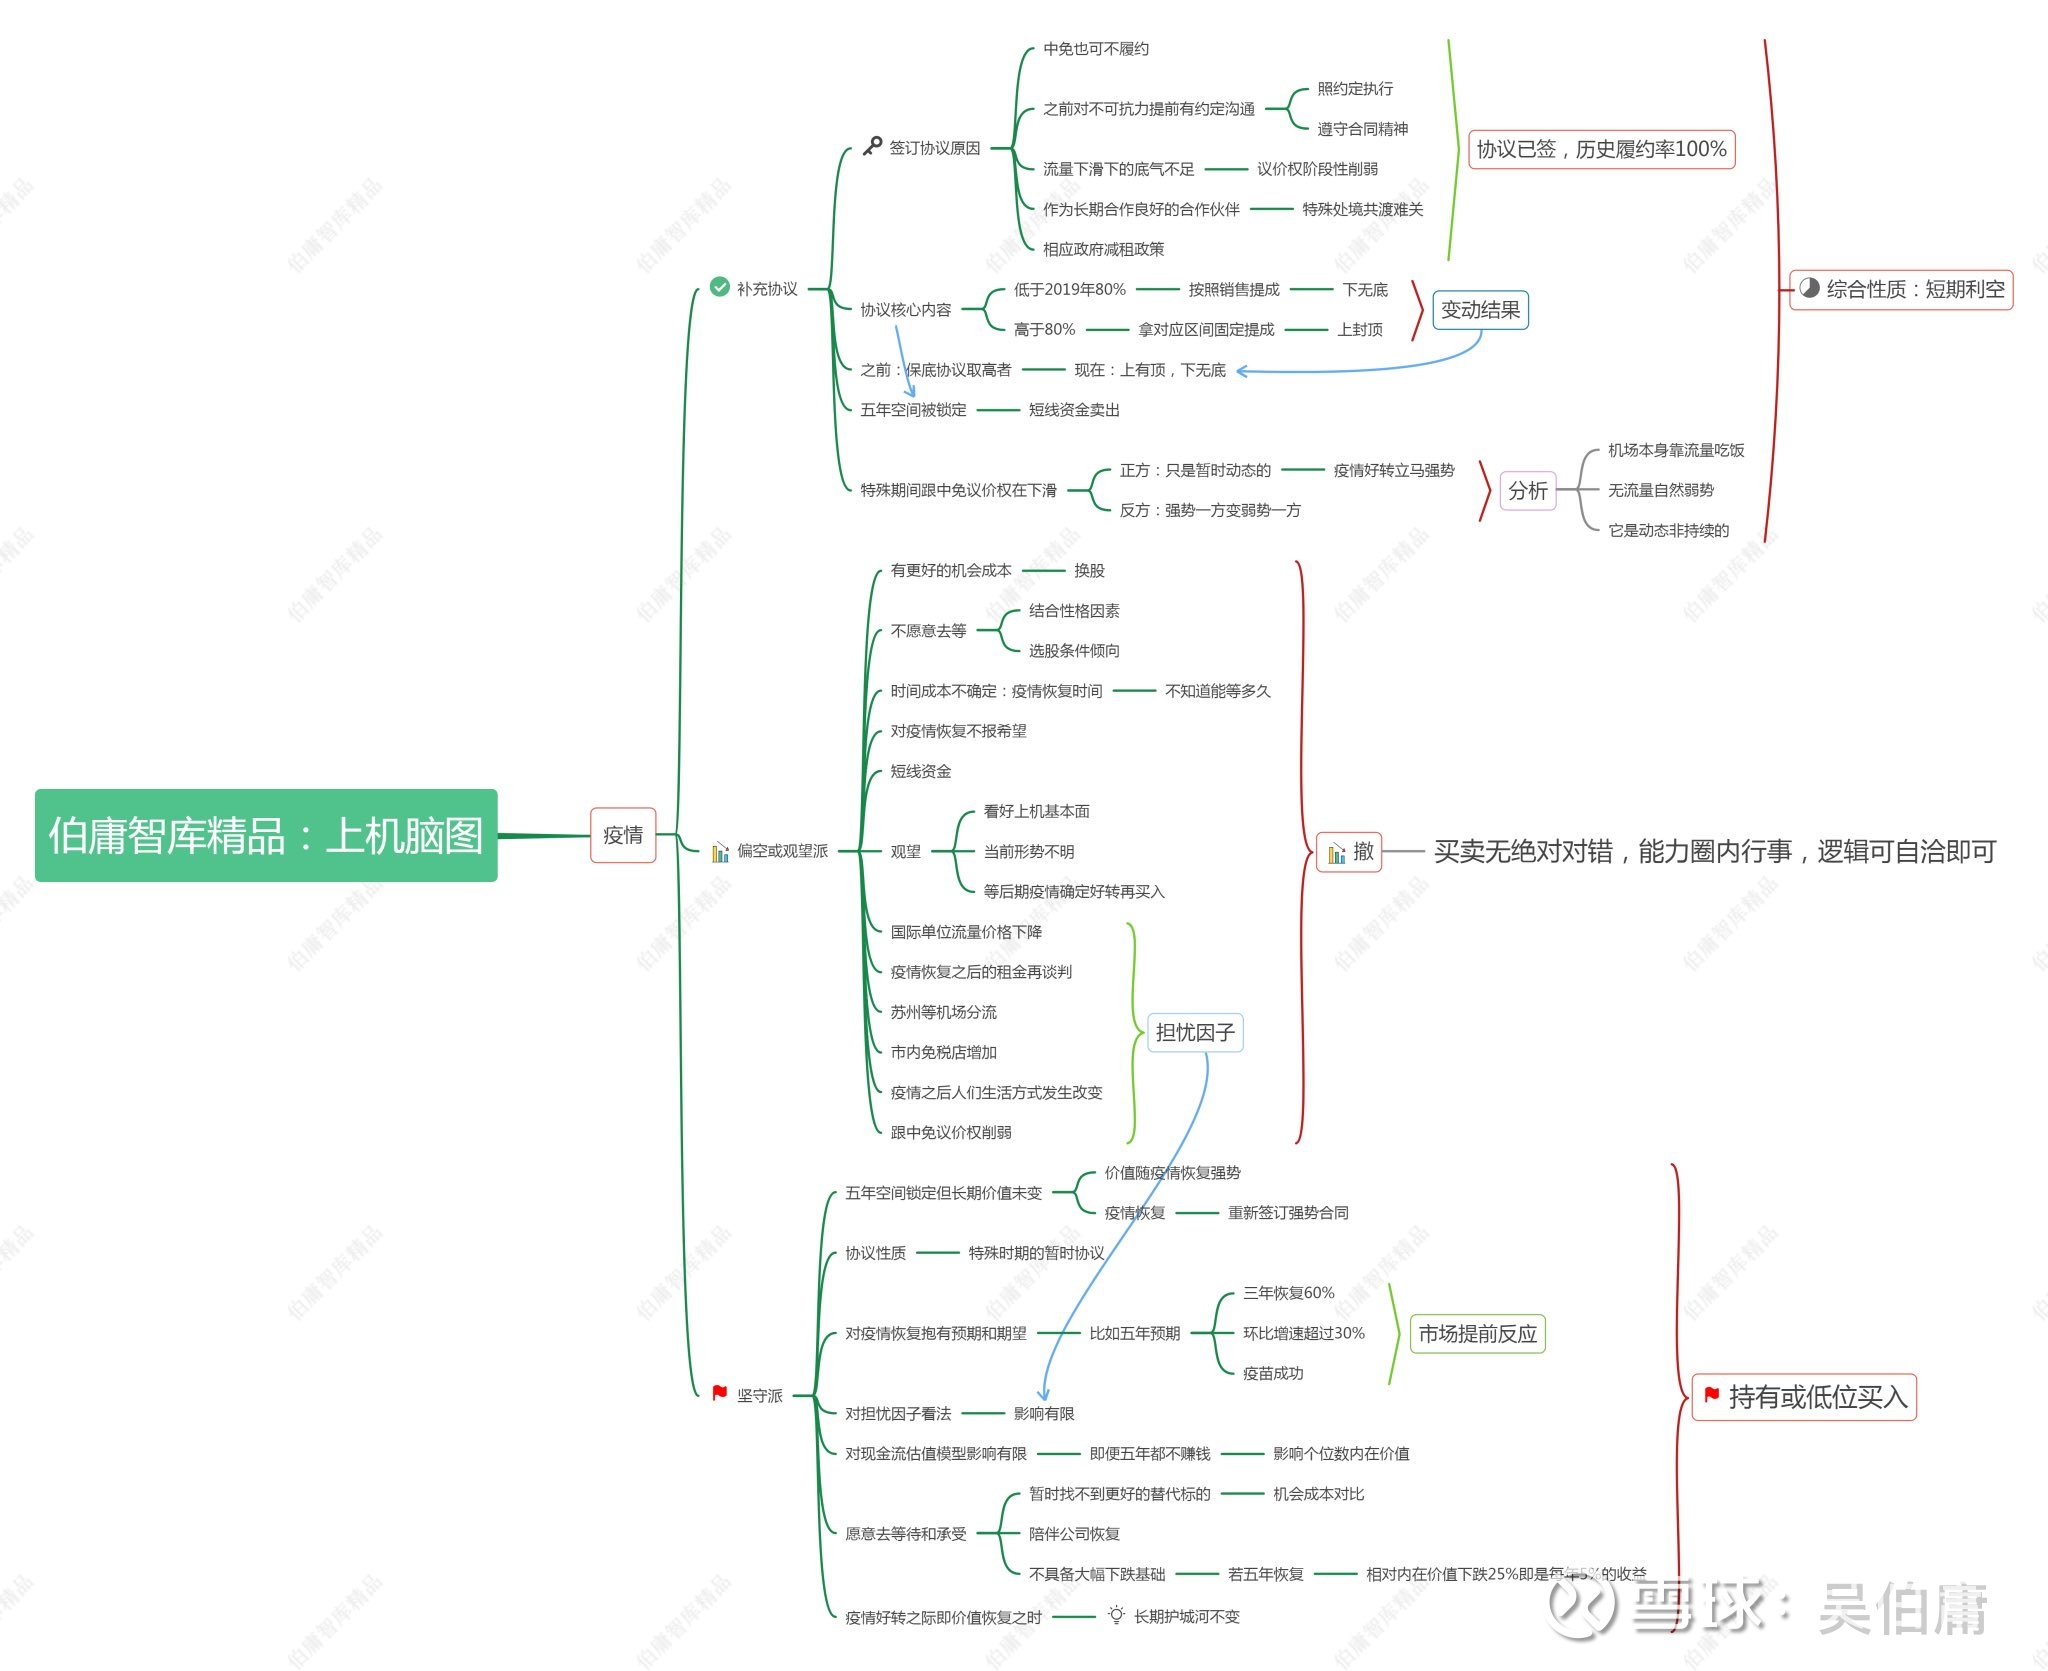 伯庸智库精品：上机脑图
疫情
补充协议
签订协议原因
中免也可不履约
之前对不可抗力提前有约定沟通
照约定执行
遵守合同精神
流量下滑下的底气不足
议价权阶段性削弱
作为长期合作良好的合作伙伴
特殊处境共渡难关
相应政府减租政策
协议已签，历史履约率100%
协议核心内容
低于2019年80%
按照销售提成
下无底
高于80%
拿对应区间固定提成
上封顶
变动结果
之前：保底协议取高者
现在：上有顶，下无底
五年空间被锁定
短线资金卖出
特殊期间跟中免议价权在下滑
正方：只是暂时动态的
疫情好转立马强势
反方：强势一方变弱势一方
分析
机场本身靠流量吃饭
无流量自然弱势
它是动态非持续的
综合性质：短期利空
偏空或观望派
有更好的机会成本
换股
不愿意去等
结合性格因素
选股条件倾向
时间成本不确定：疫情恢复时间
不知道能等多久
对疫情恢复不报希望
短线资金
观望
看好上机基本面
当前形势不明
等后期疫情确定好转再买入
国际单位流量价格下降
疫情恢复之后的租金再谈判
苏州等机场分流
市内免税店增加
疫情之后人们生活方式发生改变
跟中免议价权削弱
担忧因子
撤
买卖无绝对对错，能力圈内行事，逻辑可自洽即可
坚守派
五年空间锁定但长期价值未变
价值随疫情恢复强势
疫情恢复
重新签订强势合同
协议性质
特殊时期的暂时协议
对疫情恢复抱有预期和期望
比如五年预期
三年恢复60%
环比增速超过30%
疫苗成功
市场提前反应
对担忧因子看法
影响有限
对现金流估值模型影响有限
即便五年都不赚钱
影响个位数内在价值
愿意去等待和承受
暂时找不到更好的替代标的
机会成本对比
陪伴公司恢复
不具备大幅下跌基础
若五年恢复
相对内在价值下跌25%即是每年5%的收益
疫情好转之际即价值恢复之时
长期护城河不变
持有或低位买入
雪球：吴伯庸
伯庸智库精品